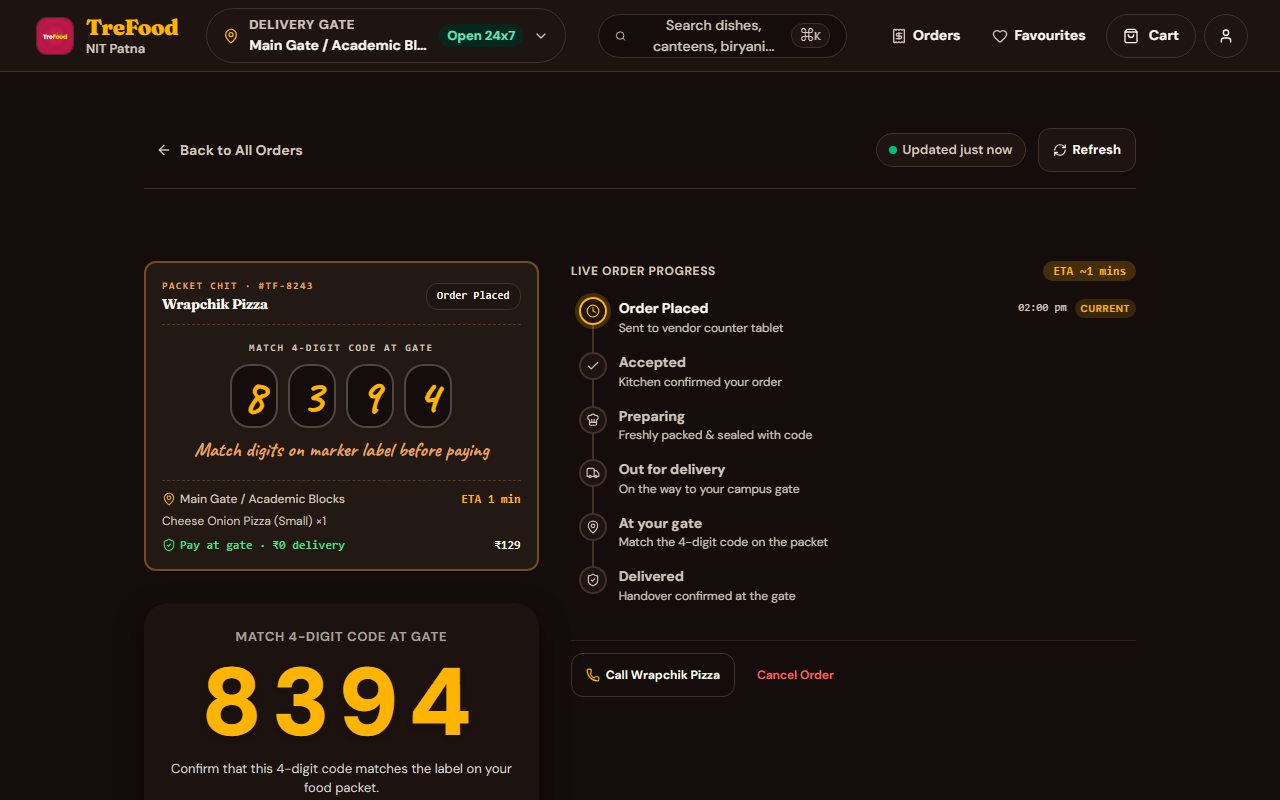 TreFood
TreFood
NIT Patna
DELIVERY GATE
Main Gate / Academic Bl...
Open 24x7
Search dishes,
canteens, biryani...
⌘K
Orders
Favourites
Cart
Back to All Orders
Updated just now
Refresh
PACKET CHIT · #TF-8243
Wrapchik Pizza
Order Placed
MATCH 4-DIGIT CODE AT GATE
8 3 9 4
Match digits on marker label before paying
Main Gate / Academic Blocks
ETA 1 min
Cheese Onion Pizza (Small) ×1
Pay at gate · ₹0 delivery
₹129
MATCH 4-DIGIT CODE AT GATE
8394
Confirm that this 4-digit code matches the label on your
food packet.
LIVE ORDER PROGRESS
ETA ~1 mins
Order Placed
02:00 pm
CURRENT
Sent to vendor counter tablet
Accepted
Kitchen confirmed your order
Preparing
Freshly packed & sealed with code
Out for delivery
On the way to your campus gate
At your gate
Match the 4-digit code on the packet
Delivered
Handover confirmed at the gate
Call Wrapchik Pizza
Cancel Order